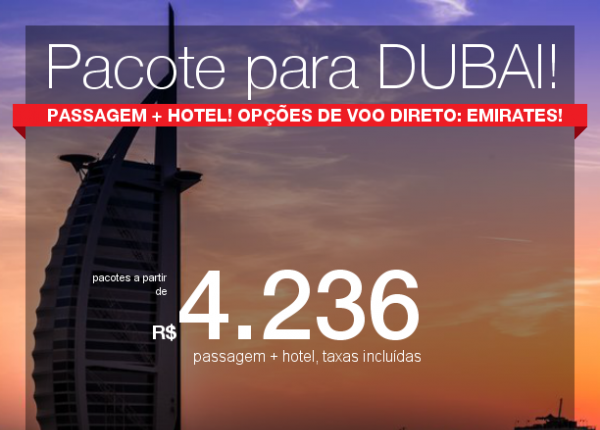 Pacote para DUBAI!
PASSAGEM + HOTEL! OPÇÕES DE VOO DIRETO: EMIRATES!
pacotes a partir
de
R$ 4.236
passagem + hotel, taxas incluídas